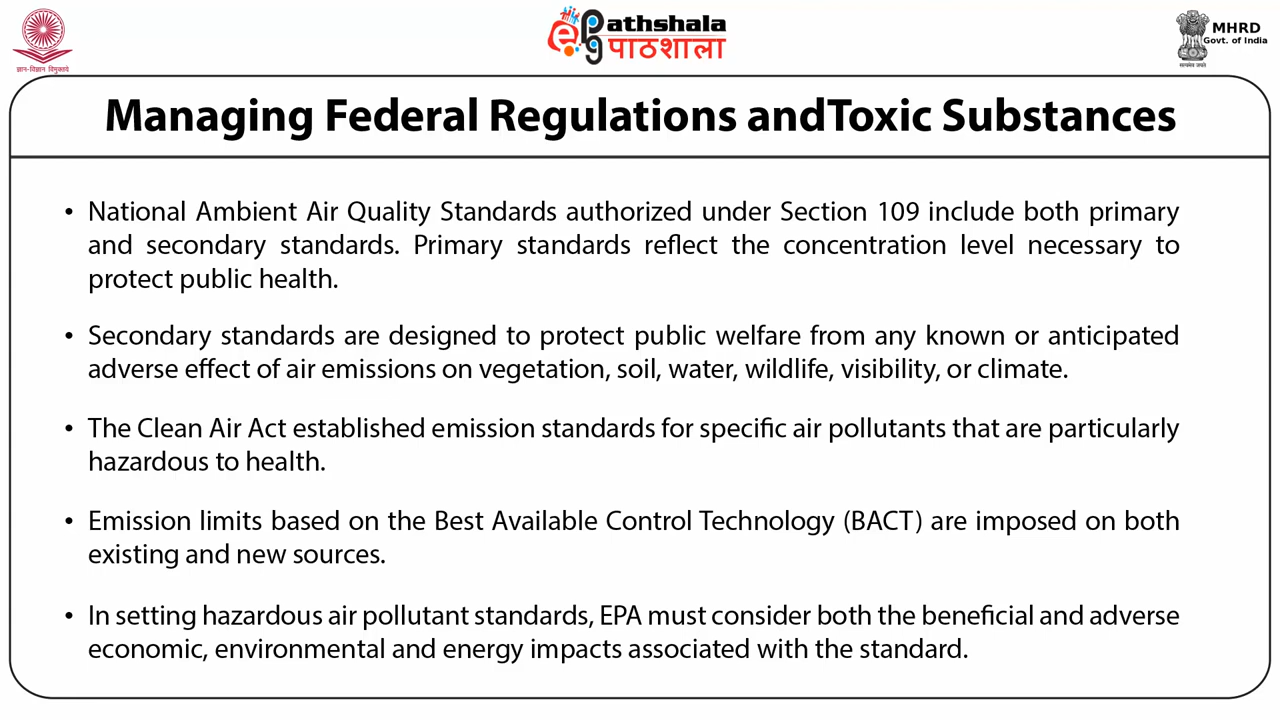 ज्ञान-विज्ञान विमुक्तये
ePg athshala
पाठशाला
सत्यमेव जयते
MHRD
Govt. of India
Managing Federal Regulations andToxic Substances
• National Ambient Air Quality Standards authorized under Section 109 include both primary
and secondary standards. Primary standards reflect the concentration level necessary to
protect public health.
• Secondary standards are designed to protect public welfare from any known or anticipated
adverse effect of air emissions on vegetation, soil, water, wildlife, visibility, or climate.
• The Clean Air Act established emission standards for specific air pollutants that are particularly
hazardous to health.
• Emission limits based on the Best Available Control Technology (BACT) are imposed on both
existing and new sources.
• In setting hazardous air pollutant standards, EPA must consider both the beneficial and adverse
economic, environmental and energy impacts associated with the standard.